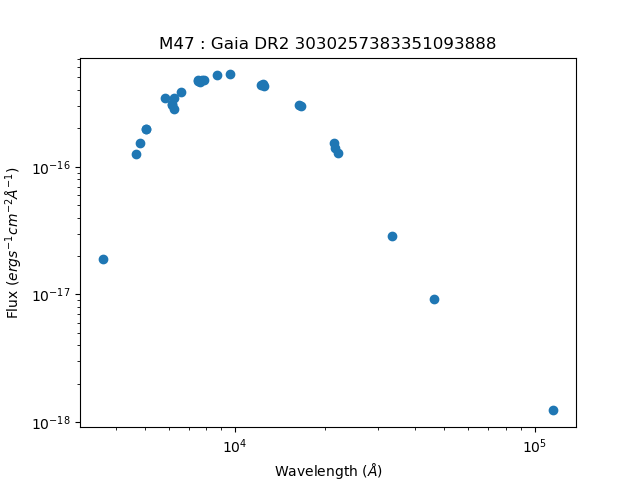 M47 : Gaia DR2 3030257383351093888
Flux (ergs⁻¹cm⁻²Å⁻¹)
10⁻¹⁶
10⁻¹⁷
10⁻¹⁸
10⁴
10⁵
Wavelength (Å)